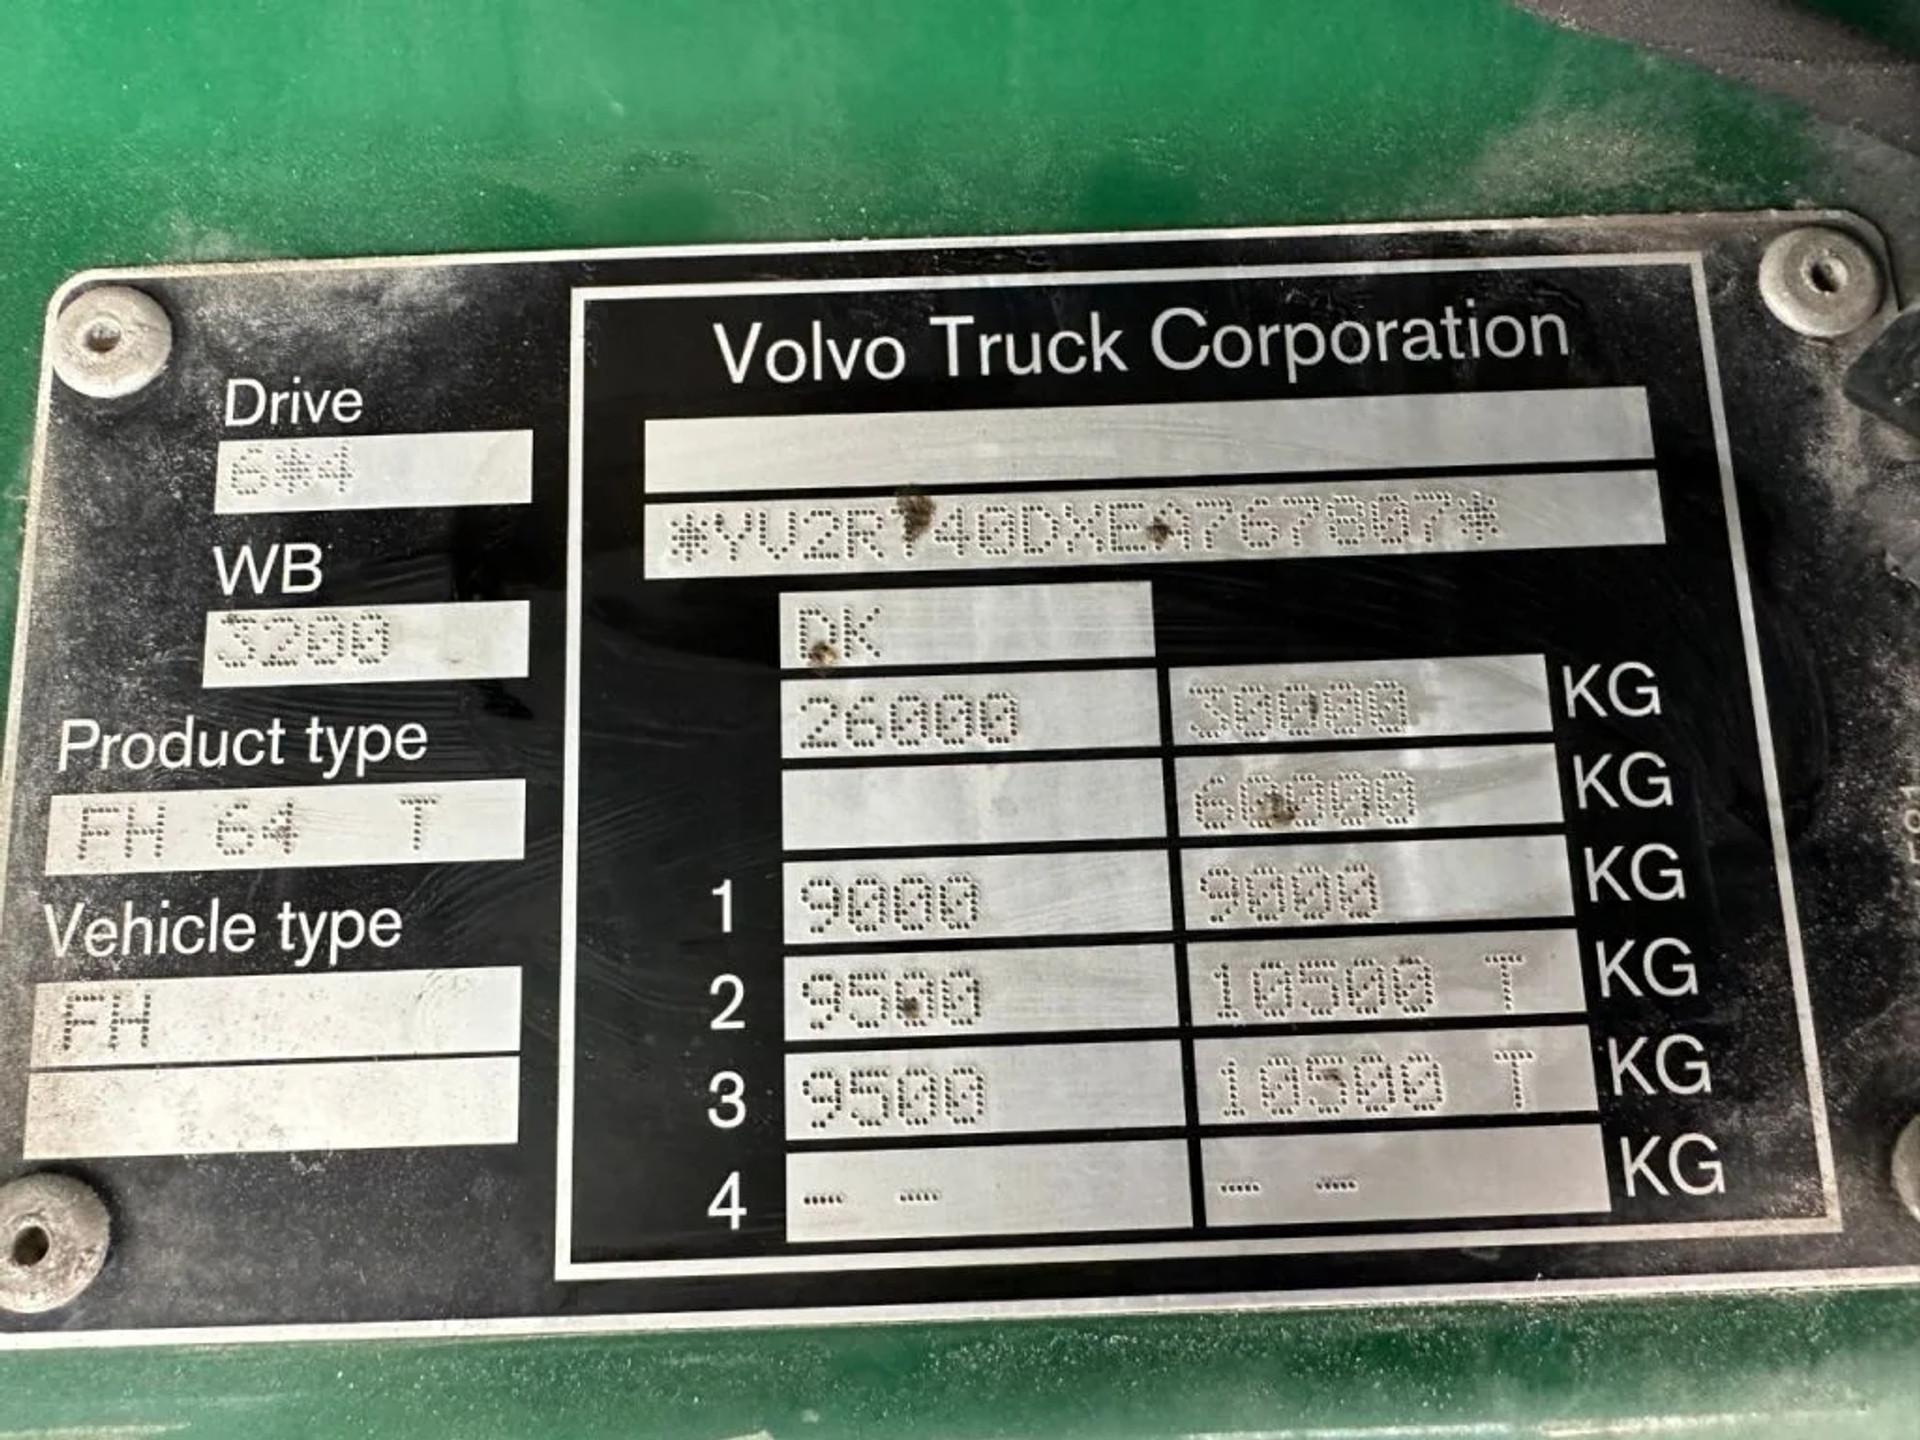 Volvo Truck Corporation
Drive
6*4
WB
3200
Product type
FH 64 T
Vehicle type
FH
*YV2RT40DXEA767807*
DK
26000 30000 KG
60000 KG
1 9000 9000 KG
2 9500 10500 T KG
3 9500 10500 T KG
4 -- -- -- -- KG